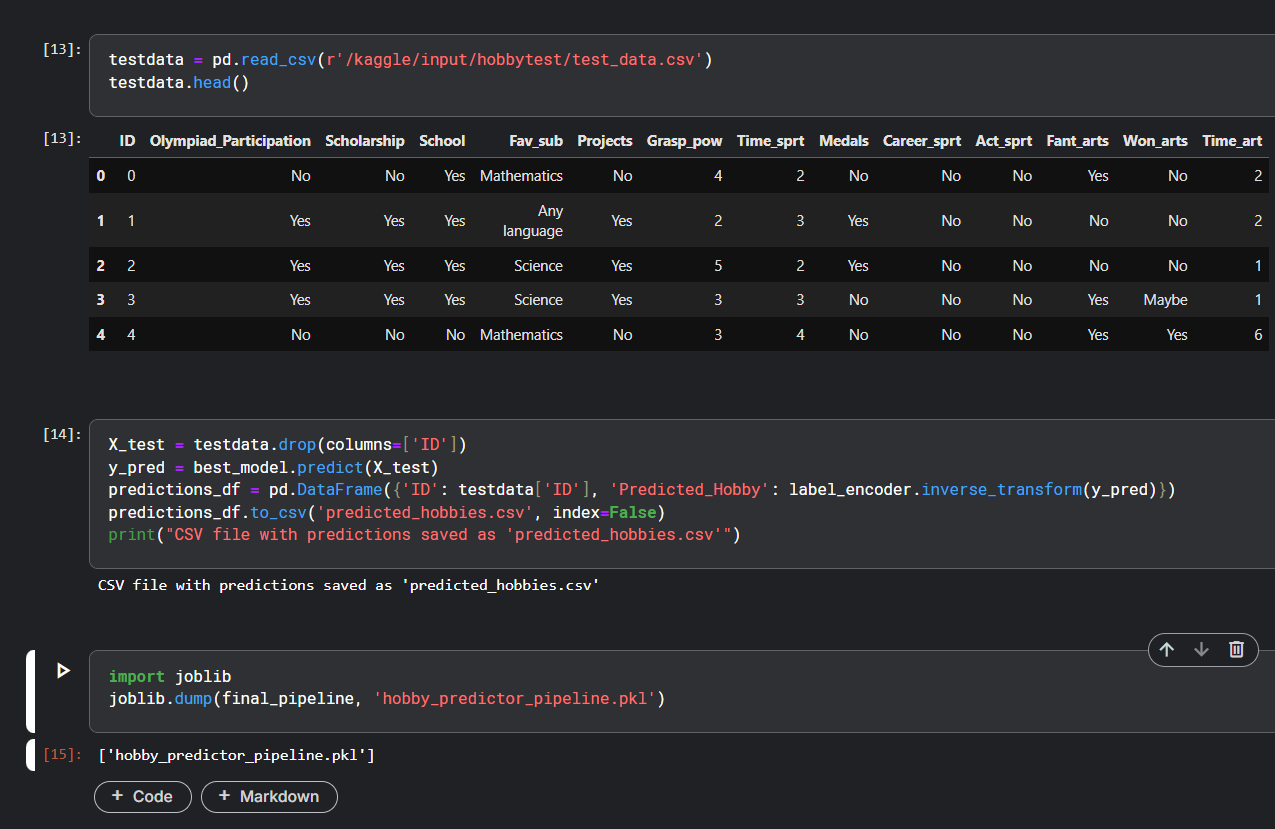 [13]:
testdata = pd.read_csv(r'/kaggle/input/hobbytest/test_data.csv')
testdata.head()
[13]:
ID Olympiad_Participation Scholarship School Fav_sub Projects Grasp_pow Time_sprt Medals Career_sprt Act_sprt Fant_arts Won_arts Time_art
0 0 No No Yes Mathematics No 4 2 No No No Yes No 2
1 1 Yes Yes Yes Any language Yes 2 3 Yes No No No No 2
2 2 Yes Yes Yes Science Yes 5 2 Yes No No No No 1
3 3 Yes Yes Yes Science Yes 3 3 No No No Yes Maybe 1
4 4 No No No Mathematics No 3 4 No No No Yes Yes 6
[14]:
X_test = testdata.drop(columns=['ID'])
y_pred = best_model.predict(X_test)
predictions_df = pd.DataFrame({'ID': testdata['ID'], 'Predicted_Hobby': label_encoder.inverse_transform(y_pred)})
predictions_df.to_csv('predicted_hobbies.csv', index=False)
print("CSV file with predictions saved as 'predicted_hobbies.csv'")
CSV file with predictions saved as 'predicted_hobbies.csv'
import joblib
joblib.dump(final_pipeline, 'hobby_predictor_pipeline.pkl')
[15]:
['hobby_predictor_pipeline.pkl']
+ Code + Markdown